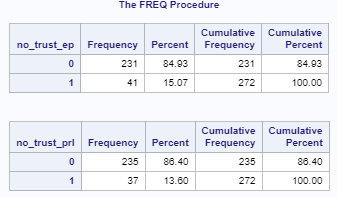 The FREQ Procedure
no_trust_ep Frequency Percent Cumulative Frequency Cumulative Percent
0 231 84.93 231 84.93
1 41 15.07 272 100.00
no_trust_prl Frequency Percent Cumulative Frequency Cumulative Percent
0 235 86.40 235 86.40
1 37 13.60 272 100.00